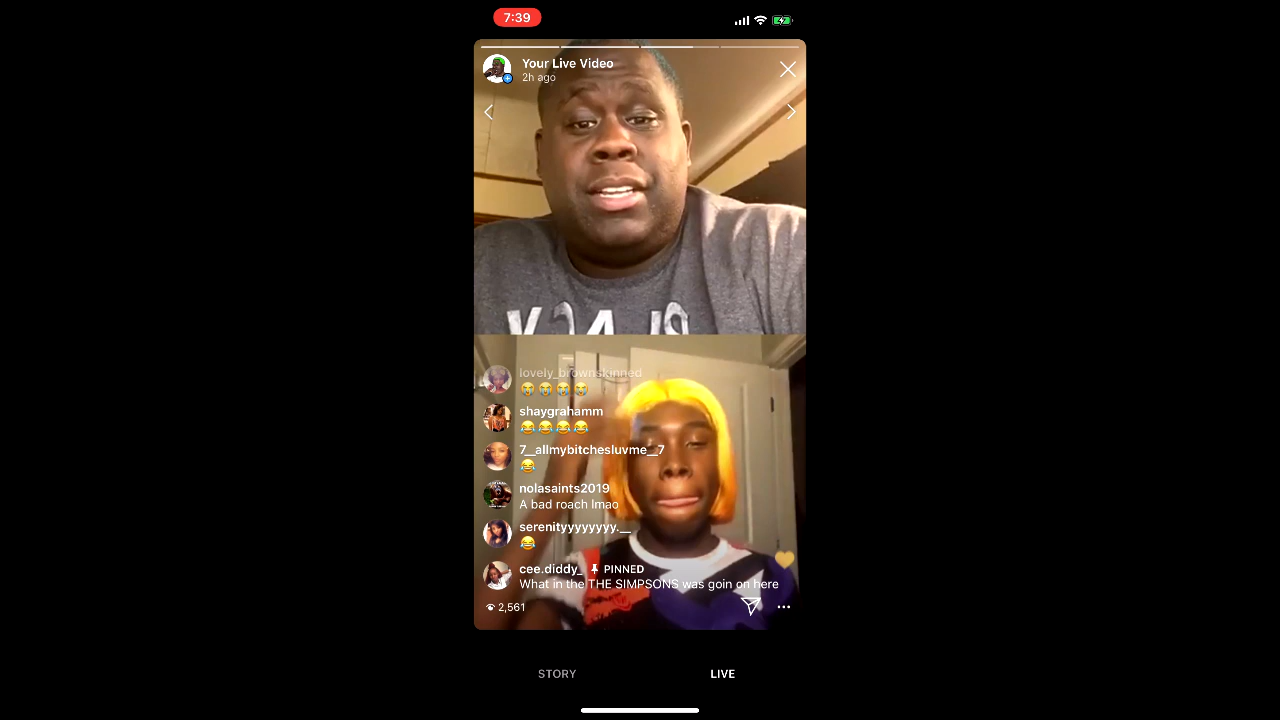 7:39
Your Live Video
2h ago
lovely_brownskinned
😭😭😭😭
shaygrahamm
😂😂😂😂
7__allmybitchesluvme__7
😂
nolasaints2019
A bad roach lmao
serenityyyyyyyy.__
😂
cee.diddy_ PINNED
What in the THE SIMPSONS was goin on here
2,561
STORY LIVE